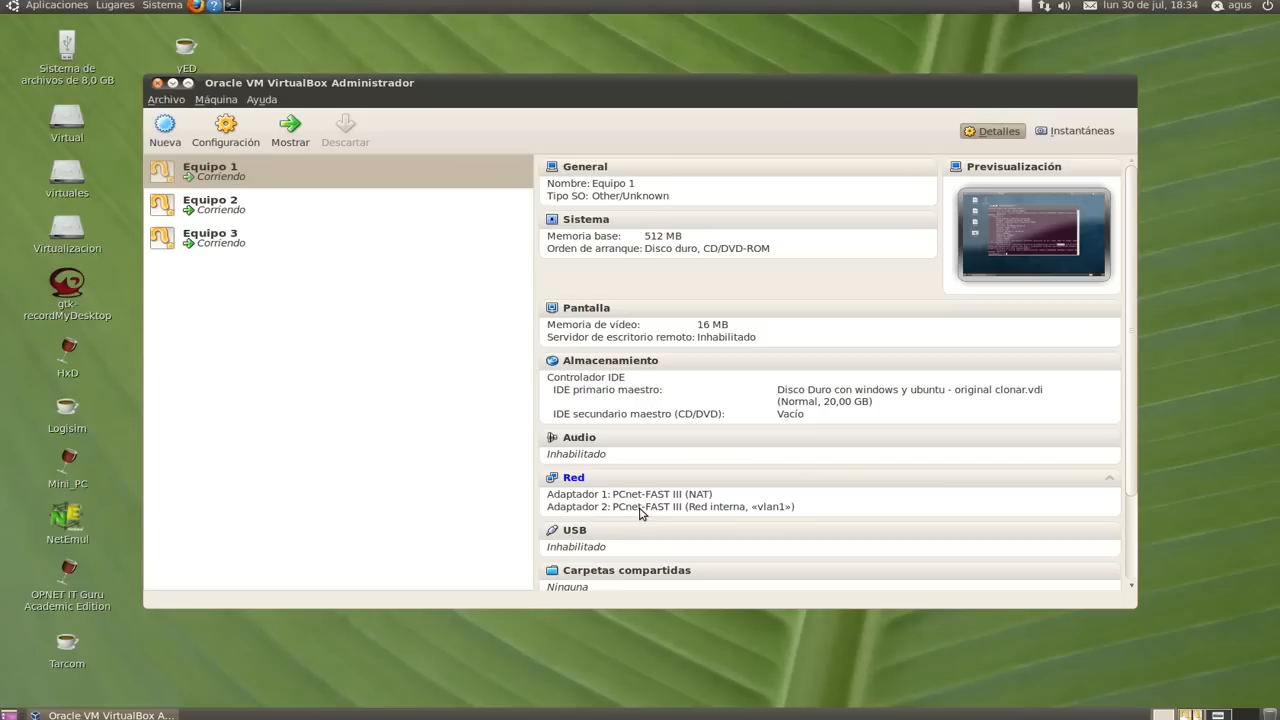 Aplicaciones Lugares Sistema
lun 30 de jul, 18:34 agus
Sistema de
archivos de 8,0 GB
yED
Virtual
virtuales
Virtualizacion
gtk-
recordMyDesktop
HxD
Logisim
Mini_PC
NetEmul
OPNET IT Guru
Academic Edition
Tarcom
Oracle VM VirtualBox Administrador
Archivo Máquina Ayuda
Nueva Configuración Mostrar Descartar
Detalles Instantáneas
Equipo 1
Corriendo
Equipo 2
Corriendo
Equipo 3
Corriendo
General
Nombre: Equipo 1
Tipo SO: Other/Unknown
Sistema
Memoria base: 512 MB
Orden de arranque: Disco duro, CD/DVD-ROM
Previsualización
Pantalla
Memoria de vídeo: 16 MB
Servidor de escritorio remoto: Inhabilitado
Almacenamiento
Controlador IDE
IDE primario maestro: Disco Duro con windows y ubuntu - original clonar.vdi
(Normal, 20,00 GB)
IDE secundario maestro (CD/DVD): Vacío
Audio
Inhabilitado
Red
Adaptador 1: PCnet-FAST III (NAT)
Adaptador 2: PCnet-FAST III (Red interna, «vlan1»)
USB
Inhabilitado
Carpetas compartidas
Ninguna
Oracle VM VirtualBox A...